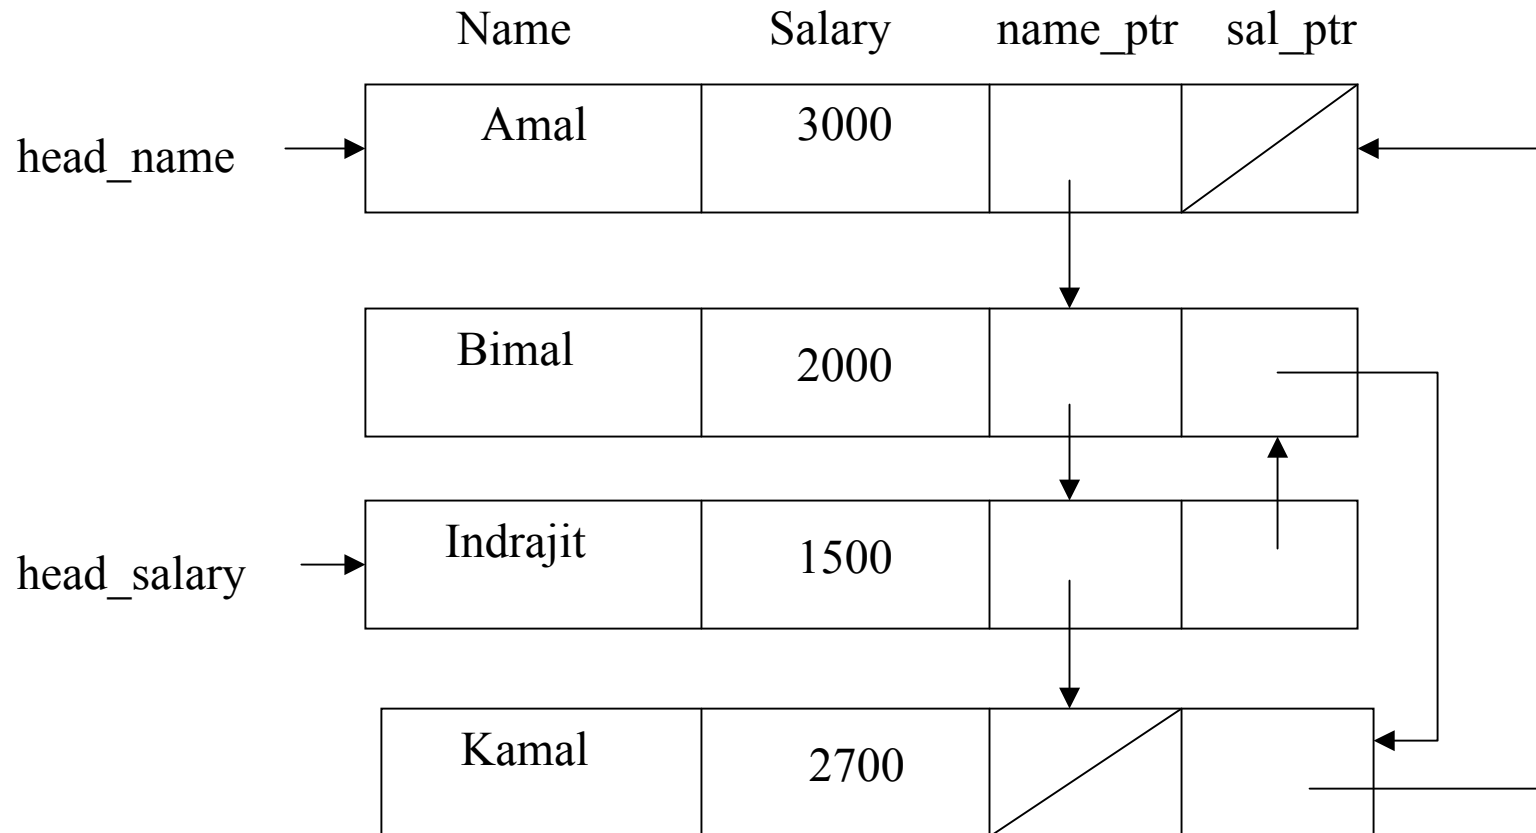 Name Salary name_ptr sal_ptr
head_name Amal 3000
Bimal 2000
head_salary Indrajit 1500
Kamal 2700